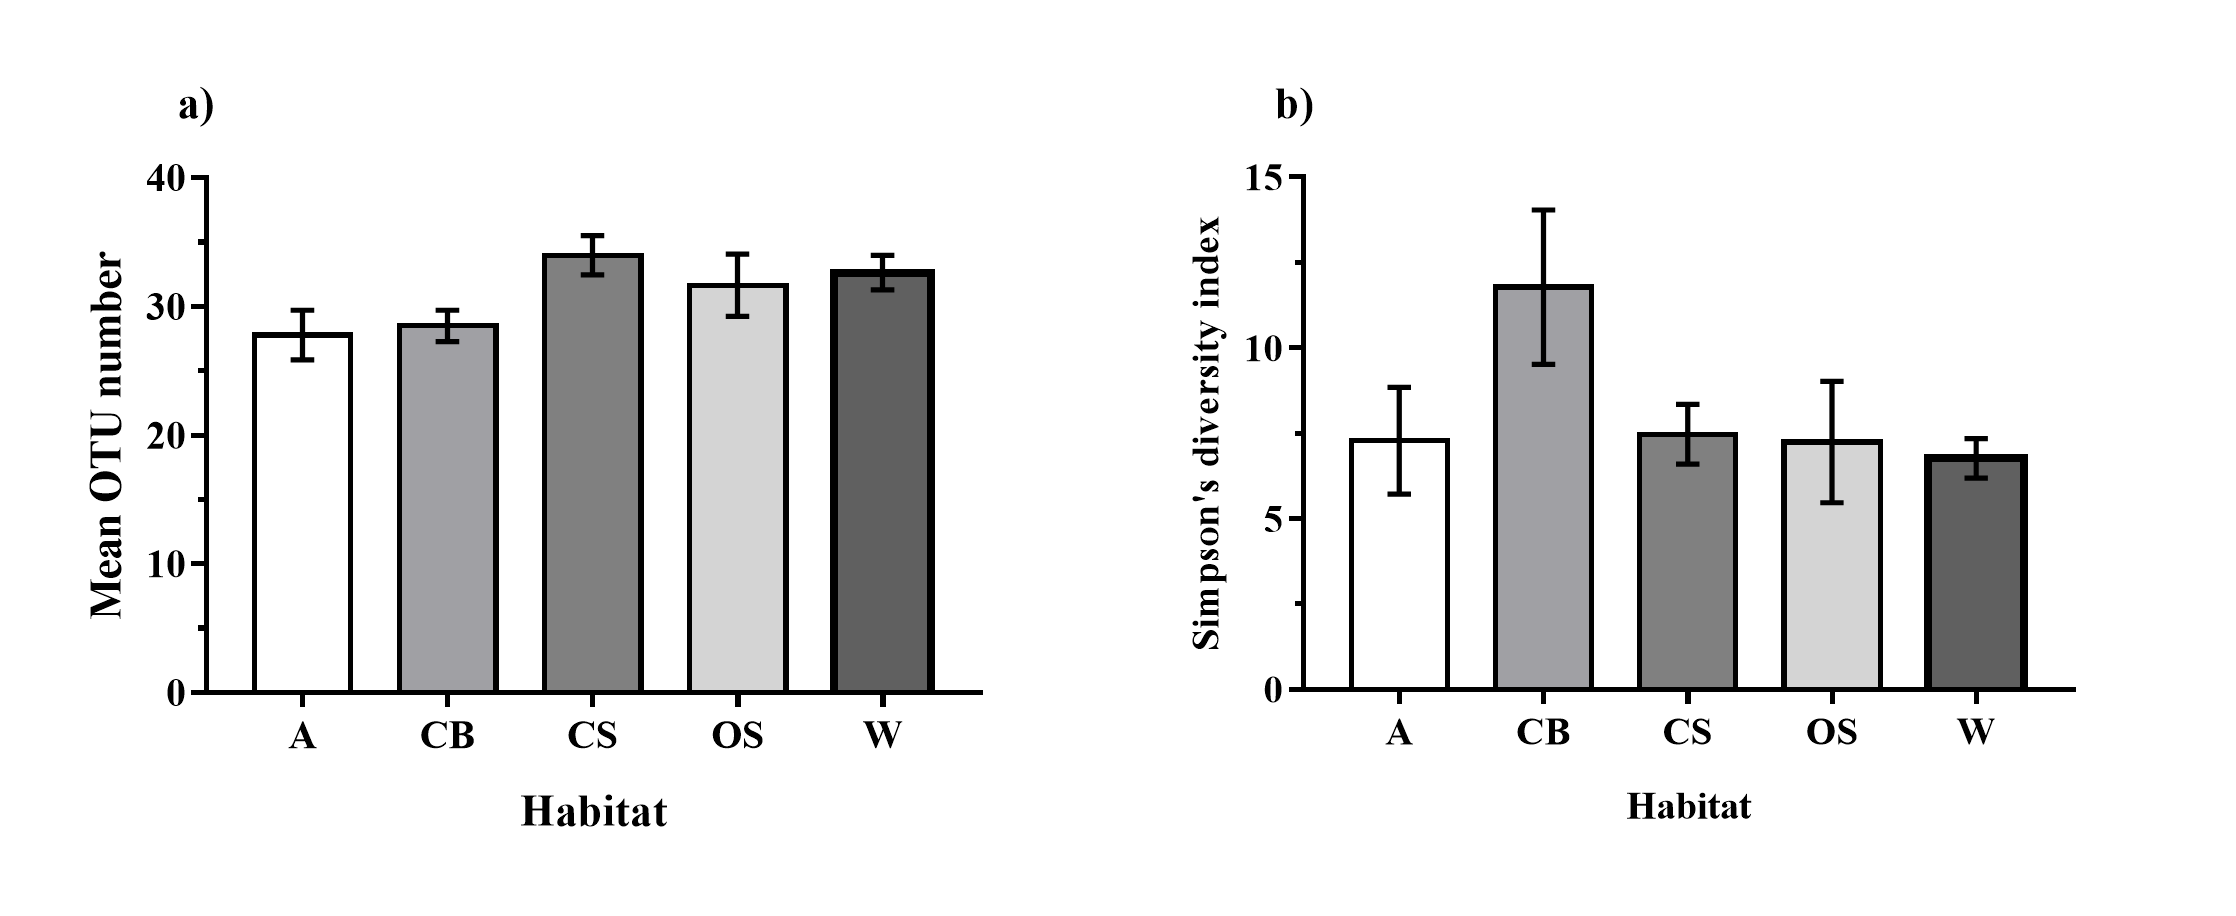 a)
Mean OTU number
40
30
20
10
0
A CB CS OS W
Habitat
b)
Simpson's diversity index
15
10
5
0
A CB CS OS W
Habitat